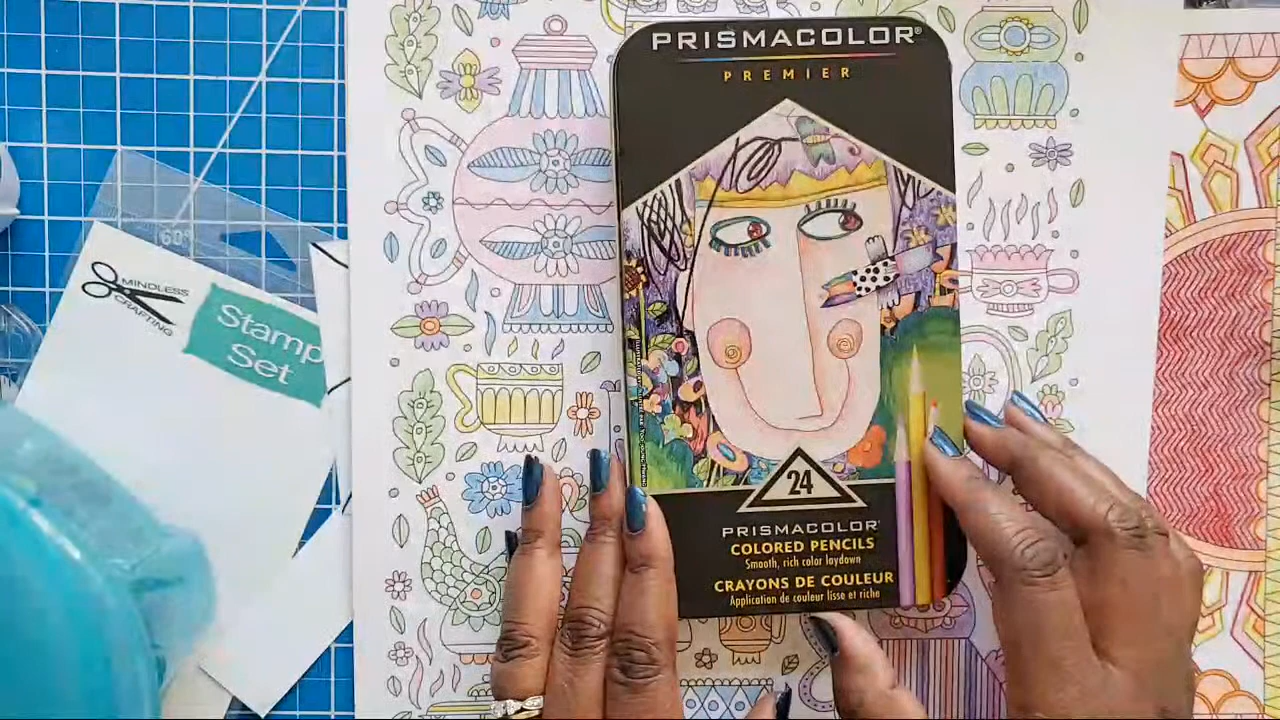 PRISMACOLOR®
PREMIER
60°
MINDLESS
CRAFTING
Stamp
Set
24
PRISMACOLOR®
COLORED PENCILS
Smooth, rich color laydown
CRAYONS DE COULEUR
Application de couleur lisse et riche